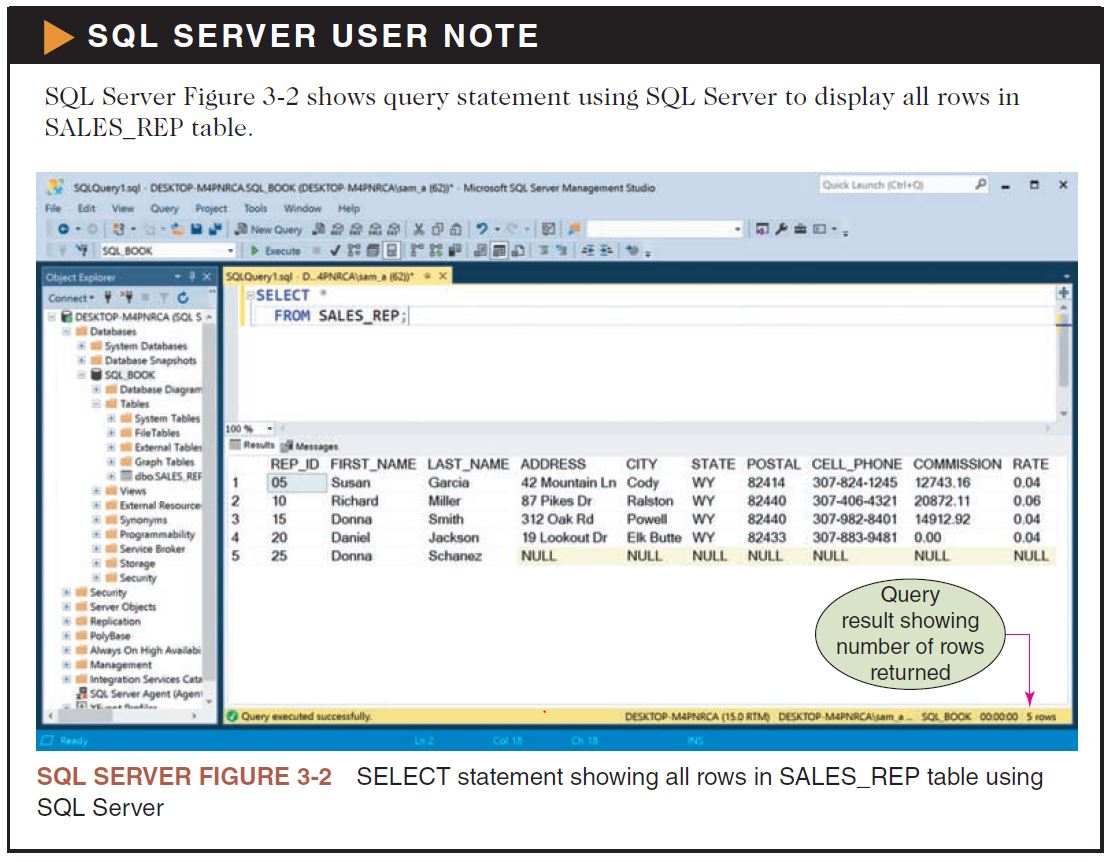 SQL SERVER USER NOTE
SQL Server Figure 3-2 shows query statement using SQL Server to display all rows in
SALES_REP table.
SQLQuery1.sql - DESKTOP-M4PNRCA.SQL_BOOK (DESKTOP-M4PNRCA\sam_a (62))* - Microsoft SQL Server Management Studio
Quick Launch (Ctrl+Q)
File Edit View Query Project Tools Window Help
New Query
SQL_BOOK
Execute
Object Explorer
SQLQuery1.sql - D...4PNRCA\sam_a (62))*
Connect
DESKTOP-M4PNRCA (SQL S
Databases
System Databases
Database Snapshots
SQL_BOOK
Database Diagram
Tables
System Tables
FileTables
External Tables
Graph Tables
dbo.SALES_REP
Views
External Resource
Synonyms
Programmability
Service Broker
Storage
Security
Security
Server Objects
Replication
PolyBase
Always On High Availabi
Management
Integration Services Cata
SQL Server Agent (Agent
SELECT *
FROM SALES_REP;
100 %
Results Messages
REP_ID FIRST_NAME LAST_NAME ADDRESS CITY STATE POSTAL CELL_PHONE COMMISSION RATE
1 05 Susan Garcia 42 Mountain Ln Cody WY 82414 307-824-1245 12743.16 0.04
2 10 Richard Miller 87 Pikes Dr Ralston WY 82440 307-406-4321 20872.11 0.06
3 15 Donna Smith 312 Oak Rd Powell WY 82440 307-982-8401 14912.92 0.04
4 20 Daniel Jackson 19 Lookout Dr Elk Butte WY 82433 307-883-9481 0.00 0.04
5 25 Donna Schanez NULL NULL NULL NULL NULL NULL NULL
Query
result showing
number of rows
returned
Query executed successfully.
DESKTOP-M4PNRCA (15.0 RTM) DESKTOP-M4PNRCA\sam_a ... SQL_BOOK 00:00:00 5 rows
Ready Ln 2 Col 18 Ch 18 INS
SQL SERVER FIGURE 3-2 SELECT statement showing all rows in SALES_REP table using
SQL Server